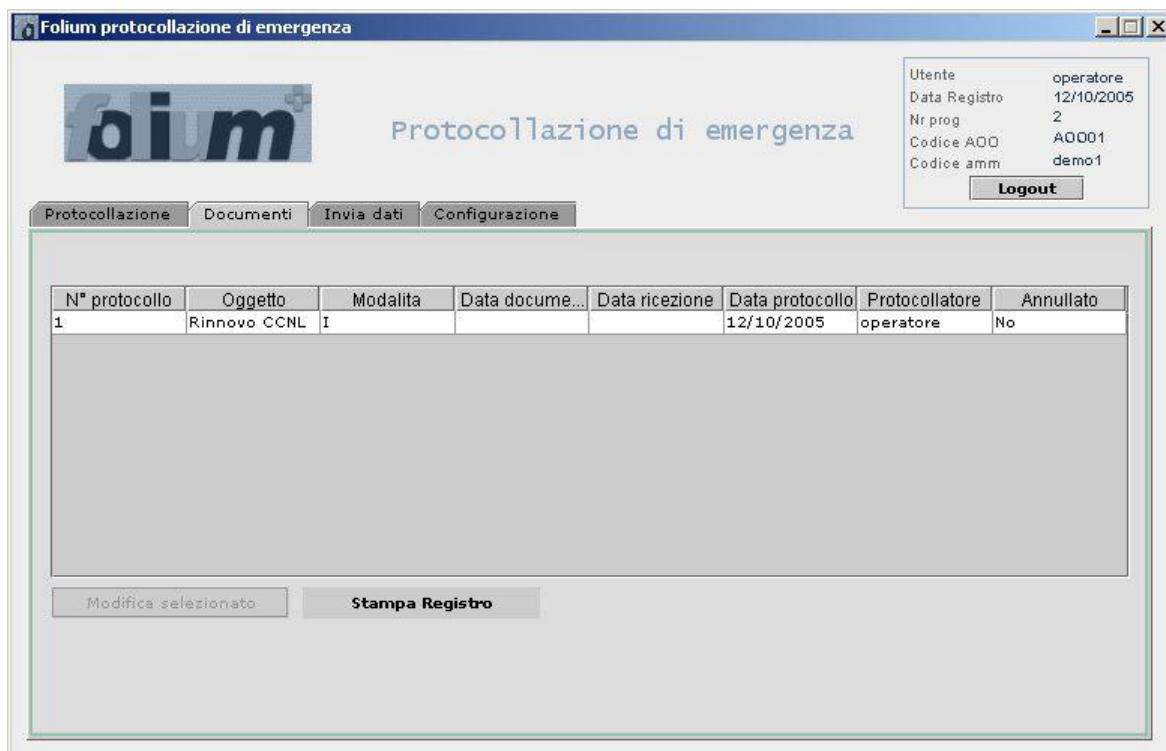 Folium protocollazione di emergenza
folium
Protocollazione di emergenza
Utente operatore
Data Registro 12/10/2005
Nr prog 2
Codice AOO AOO01
Codice amm demo1
Logout
Protocollazione Documenti Invia dati Configurazione
N° protocollo Oggetto Modalita Data docume... Data ricezione Data protocollo Protocollatore Annullato
1 Rinnovo CCNL I 12/10/2005 operatore No
Modifica selezionato Stampa Registro